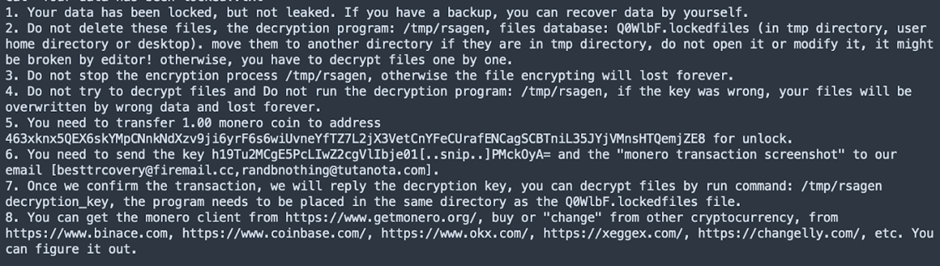 1. Your data has been locked, but not leaked. If you have a backup, you can recover data by yourself.
2. Do not delete these files, the decryption program: /tmp/rsagen, files database: Q0WlbF.lockedfiles (in tmp directory, user
home directory or desktop). move them to another directory if they are in tmp directory, do not open it or modify it, it might
be broken by editor! otherwise, you have to decrypt files one by one.
3. Do not stop the encryption process /tmp/rsagen, otherwise the file encrypting will lost forever.
4. Do not try to decrypt files and Do not run the decryption program: /tmp/rsagen, if the key was wrong, your files will be
overwritten by wrong data and lost forever.
5. You need to transfer 1.00 monero coin to address
463xknx5QEX6skYMpCNnkNdXzv9ji6yrF6s6wiUvneYfTZ7L2jX3VetCnYFeCUrafENCagSCBTniL35JYjVMnsHTQemjZE8 for unlock.
6. You need to send the key h19Tu2MCgE5PcLIwZ2cgVlIbje01[..snip..]PMckOyA= and the "monero transaction screenshot" to our
email [besttrcovery@firemail.cc,randbnothing@tutanota.com].
7. Once we confirm the transaction, we will reply the decryption key, you can decrypt files by run command: /tmp/rsagen
decryption_key, the program needs to be placed in the same directory as the Q0WlbF.lockedfiles file.
8. You can get the monero client from https://www.getmonero.org/, buy or "change" from other cryptocurrency, from
https://www.binace.com, https://www.coinbase.com/, https://www.okx.com/, https://xeggex.com/, https://changelly.com/, etc. You
can figure it out.